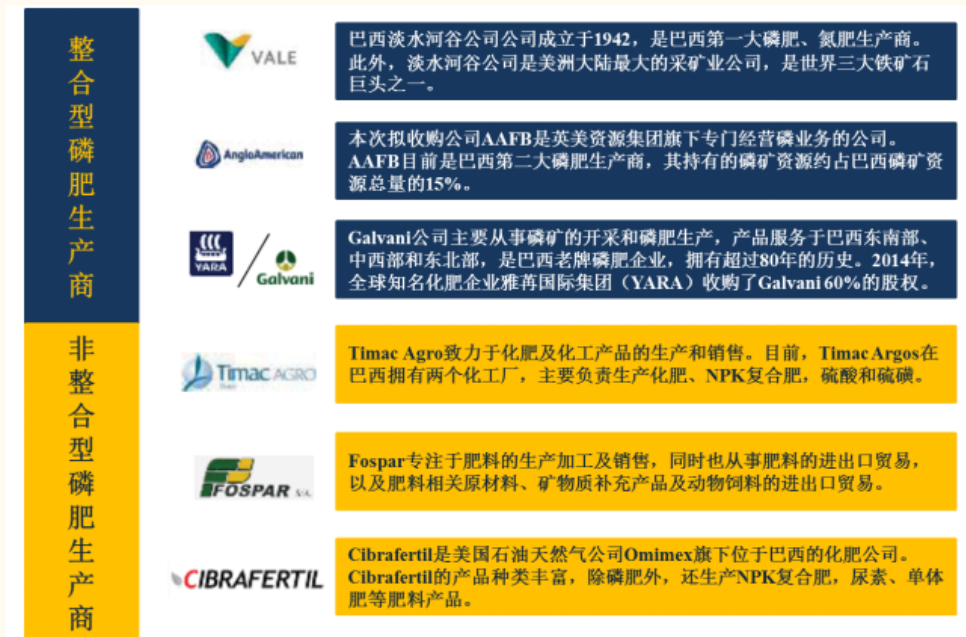 整合型磷肥生产商
VALE
巴西淡水河谷公司公司成立于1942，是巴西第一大磷肥、氮肥生产商。
此外，淡水河谷公司是美洲大陆最大的采矿业公司，是世界三大铁矿石
巨头之一。
AngloAmerican
本次拟收购公司AAFB是英美资源集团旗下专门经营磷业务的公司。
AAFB目前是巴西第二大磷肥生产商，其持有的磷矿资源约占巴西磷矿资
源总量的15%。
YARA
Galvani
Galvani公司主要从事磷矿的开采和磷肥生产，产品服务于巴西东南部、
中西部和东北部，是巴西老牌磷肥企业，拥有超过80年的历史。2014年，
全球知名化肥企业雅苒国际集团（YARA）收购了Galvani 60%的股权。
非整合型磷肥生产商
Timac AGRO
Timac Agro致力于化肥及化工产品的生产和销售。目前，Timac Argos在
巴西拥有两个化工厂，主要负责生产化肥、NPK复合肥，硫酸和硫磺。
FOSPAR S/A.
Fospar专注于肥料的生产加工及销售，同时也从事肥料的进出口贸易，
以及肥料相关原材料、矿物质补充产品及动物饲料的进出口贸易。
CIBRAFERTIL
Cibrafertil是美国石油天然气公司Omimex旗下位于巴西的化肥公司。
Cibrafertil的产品种类丰富，除磷肥外，还生产NPK复合肥，尿素、单体
肥等肥料产品。